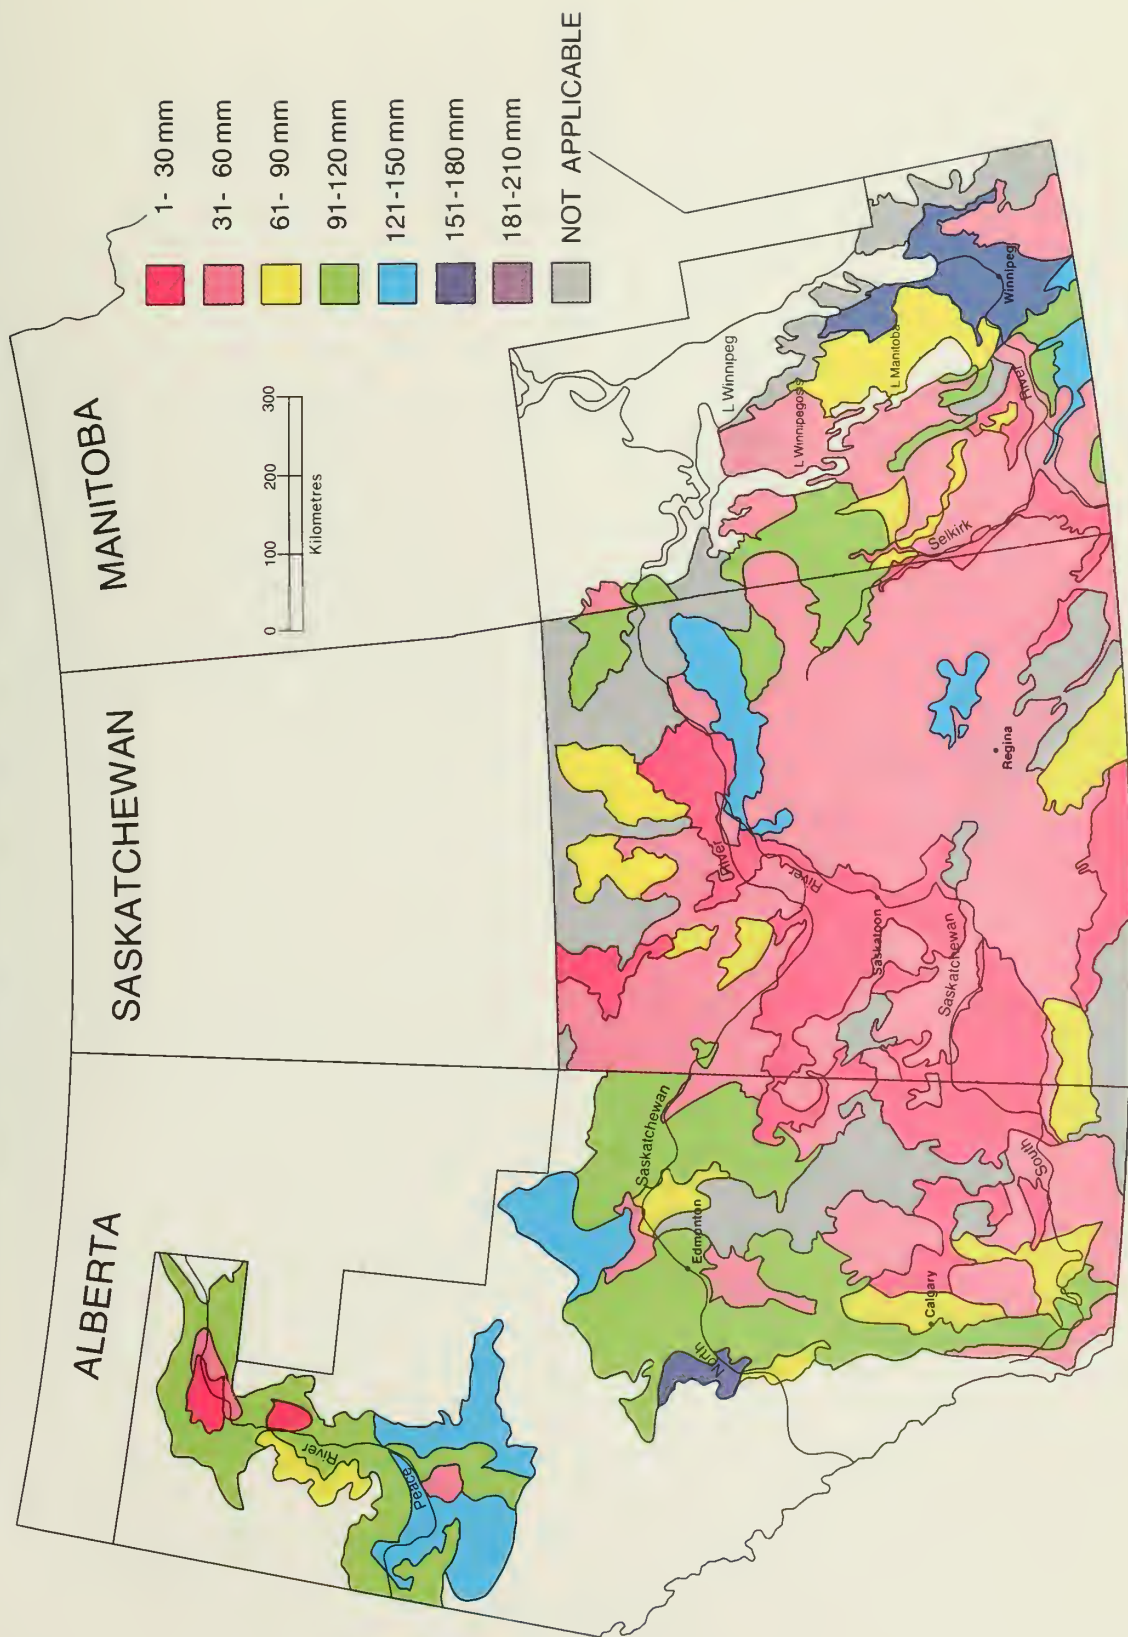 ALBERTA
SASKATCHEWAN
MANITOBA
0 100 200 300
Kilometres
1- 30 mm
31- 60 mm
61- 90 mm
91-120 mm
121-150 mm
151-180 mm
181-210 mm
NOT APPLICABLE
River
Peace
North
Edmonton
Saskatchewan
Calgary
South
River
River
Saskatoon
Saskatchewan
Regina
Selkirk
L Winnipeg
L Winnipegosis
L Manitoba
River
Winnipeg